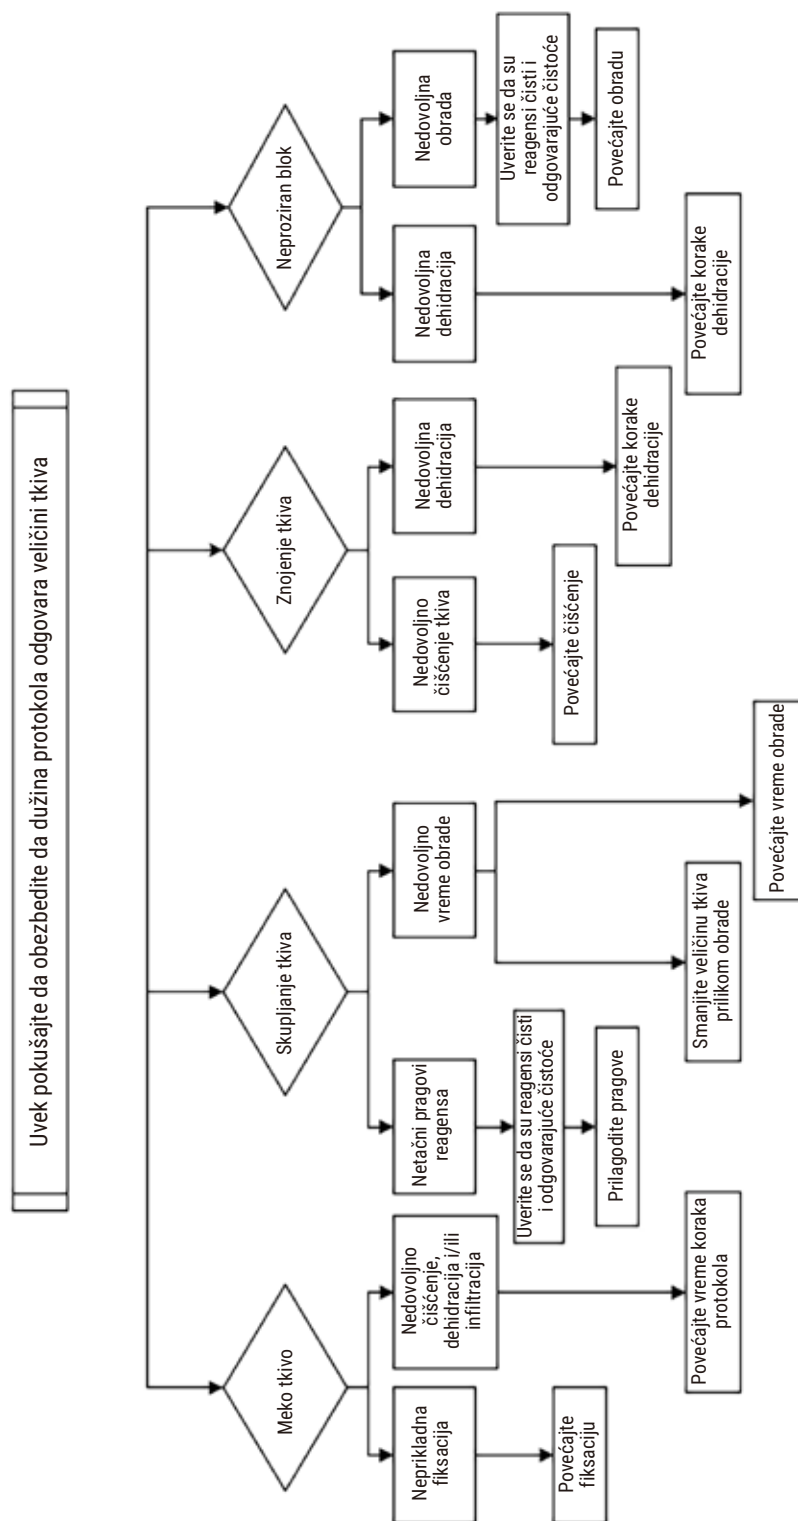 Uvek pokušajte da obezbedite da dužina protokola odgovara veličini tkiva
Meko tkivo
Skupljanje tkiva
Znojenje tkiva
Neproziran blok
Neprikladna
fiksacija
Nedovoljno
čišćenje,
dehidracija i/ili
infiltracija
Netačni pragovi
reagensa
Nedovoljno
vreme obrade
Nedovoljno
čišćenje tkiva
Nedovoljna
dehidracija
Nedovoljna
dehidracija
Nedovoljna
obrada
Uverite se da su reagensi čisti
i odgovarajuće čistoće
Uverite se da su
reagensi čisti i
odgovarajuće čistoće
Povećajte
fiksaciju
Prilagodite pragove
Povećajte čišćenje
Povećajte korake
dehidracije
Povećajte obradu
Povećajte vreme koraka
protokola
Smanjite veličinu tkiva
prilikom obrade
Povećajte korake
dehidracije
Povećajte vreme obrade